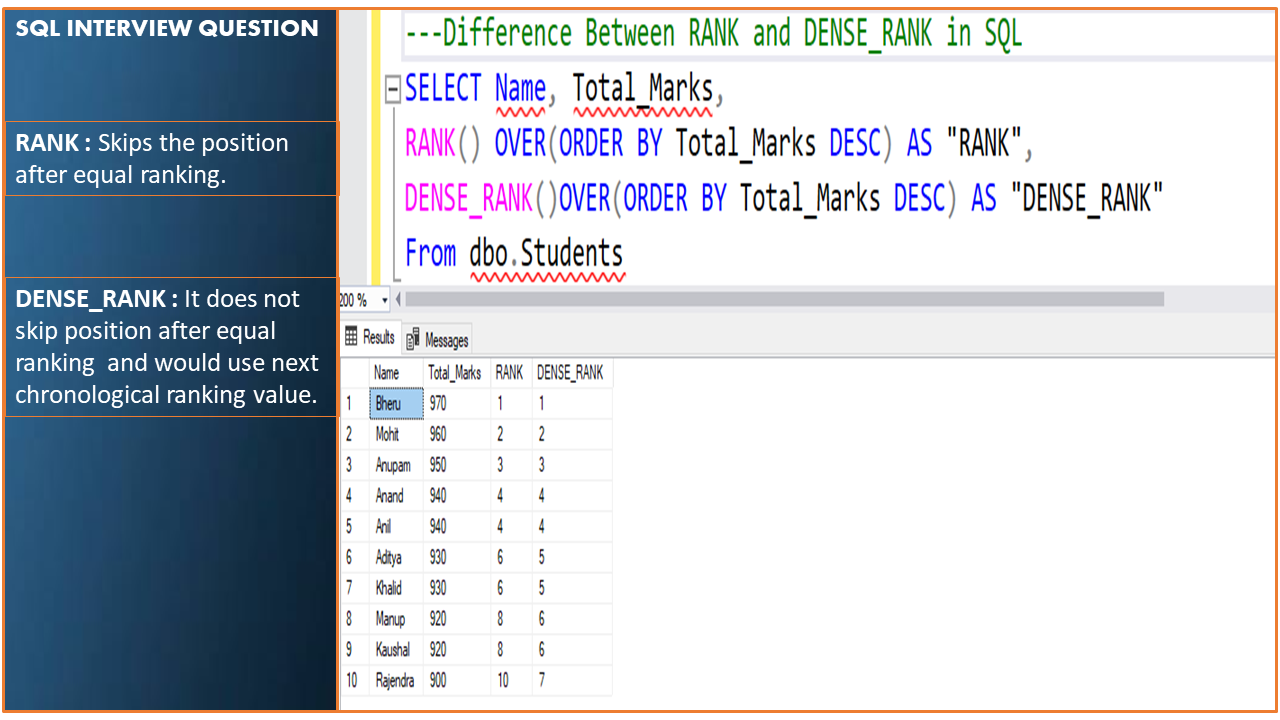 SQL INTERVIEW QUESTION
RANK : Skips the position
after equal ranking.
DENSE_RANK : It does not
skip position after equal
ranking and would use next
chronological ranking value.
---Difference Between RANK and DENSE_RANK in SQL
SELECT Name, Total_Marks,
RANK() OVER(ORDER BY Total_Marks DESC) AS "RANK",
DENSE_RANK()OVER(ORDER BY Total_Marks DESC) AS "DENSE_RANK"
From dbo.Students
200 %
Results Messages
Name Total_Marks RANK DENSE_RANK
1 Bheru 970 1 1
2 Mohit 960 2 2
3 Anupam 950 3 3
4 Anand 940 4 4
5 Anil 940 4 4
6 Aditya 930 6 5
7 Khalid 930 6 5
8 Manup 920 8 6
9 Kaushal 920 8 6
10 Rajendra 900 10 7